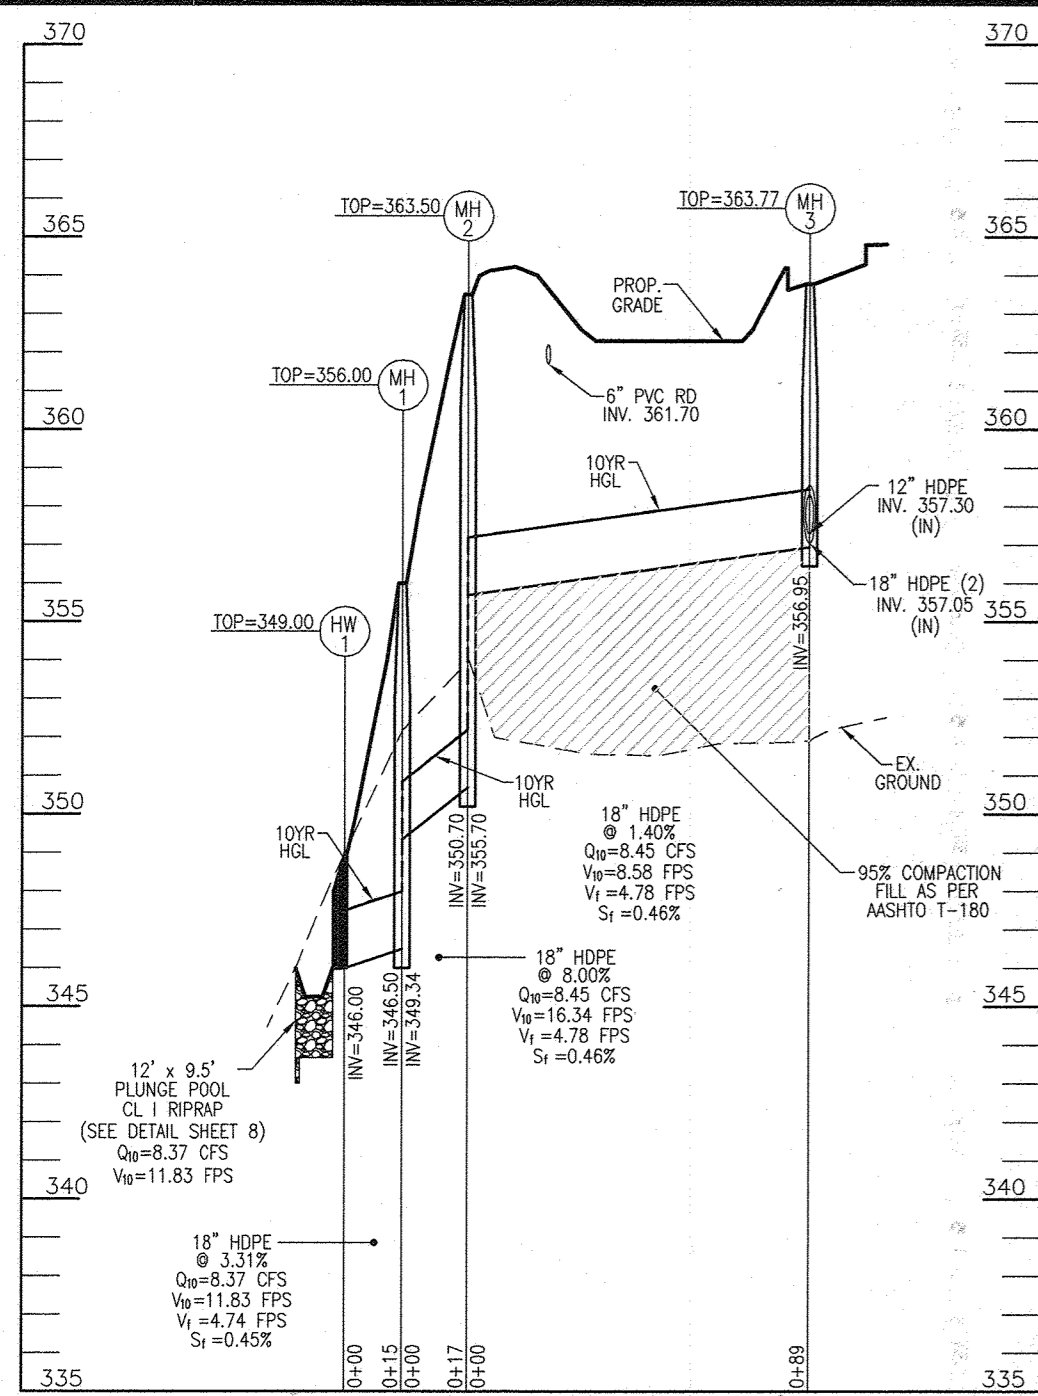 370
370
TOP=363.50
MH
2
TOP=363.77
MH
3
365
365
PROP.
GRADE
TOP=356.00
MH
1
6" PVC RD
INV. 361.70
360
360
10YR
HGL
12" HDPE
INV. 357.30
(IN)
18" HDPE (2)
INV. 357.05
(IN)
INV=356.95
355
355
TOP=349.00
HW
1
EX.
GROUND
10YR
HGL
350
350
10YR
HGL
INV=350.70
INV=355.70
18" HDPE
@ 1.40%
Q10=8.45 CFS
V10=8.58 FPS
Vf=4.78 FPS
Sf=0.46%
95% COMPACTION
FILL AS PER
AASHTO T-180
18" HDPE
@ 8.00%
Q10=8.45 CFS
V10=16.34 FPS
Vf=4.78 FPS
Sf=0.46%
INV=346.00
INV=346.50
INV=349.34
345
345
12' x 9.5'
PLUNGE POOL
CL I RIPRAP
(SEE DETAIL SHEET 8)
Q10=8.37 CFS
V10=11.83 FPS
340
340
18" HDPE
@ 3.31%
Q10=8.37 CFS
V10=11.83 FPS
Vf=4.74 FPS
Sf=0.45%
0+00
0+15
0+00
0+17
0+00
0+89
335
335